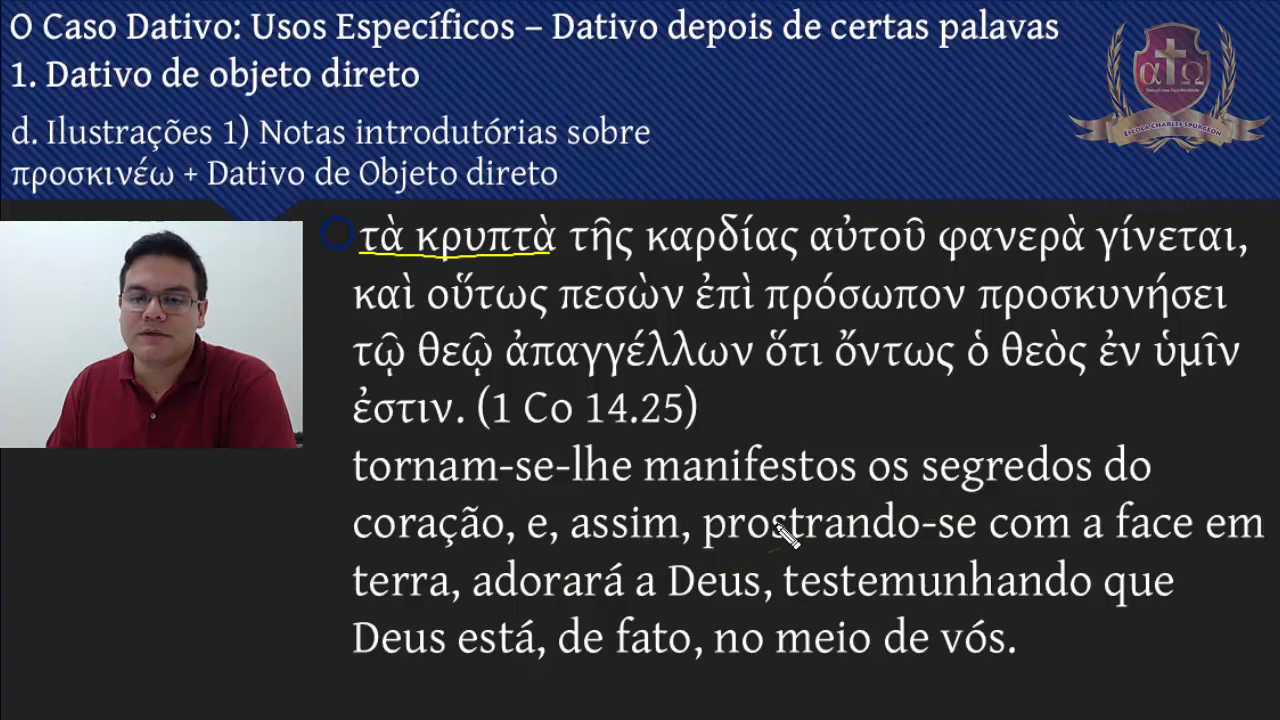 O Caso Dativo: Usos Específicos – Dativo depois de certas palavas
1. Dativo de objeto direto
d. Ilustrações 1) Notas introdutórias sobre
προσκινέω + Dativo de Objeto direto
α Ω
ESCOLA CHARLES SPURGEON
τὰ κρυπτὰ τῆς καρδίας αὐτοῦ φανερὰ γίνεται,
καὶ οὕτως πεσὼν ἐπὶ πρόσωπον προσκυνήσει
τῷ θεῷ ἀπαγγέλλων ὅτι ὄντως ὁ θεὸς ἐν ὑμῖν
ἐστιν. (1 Co 14.25)
tornam-se-lhe manifestos os segredos do
coração, e, assim, prostrando-se com a face em
terra, adorará a Deus, testemunhando que
Deus está, de fato, no meio de vós.